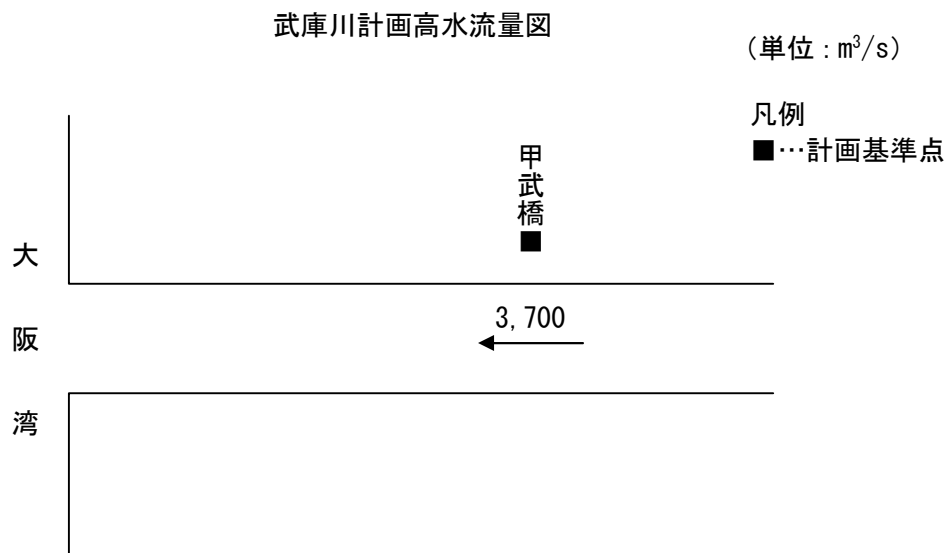 武庫川計画高水流量図
(単位：m³/s)
凡例
■…計画基準点
甲武橋
■
大阪湾
3,700